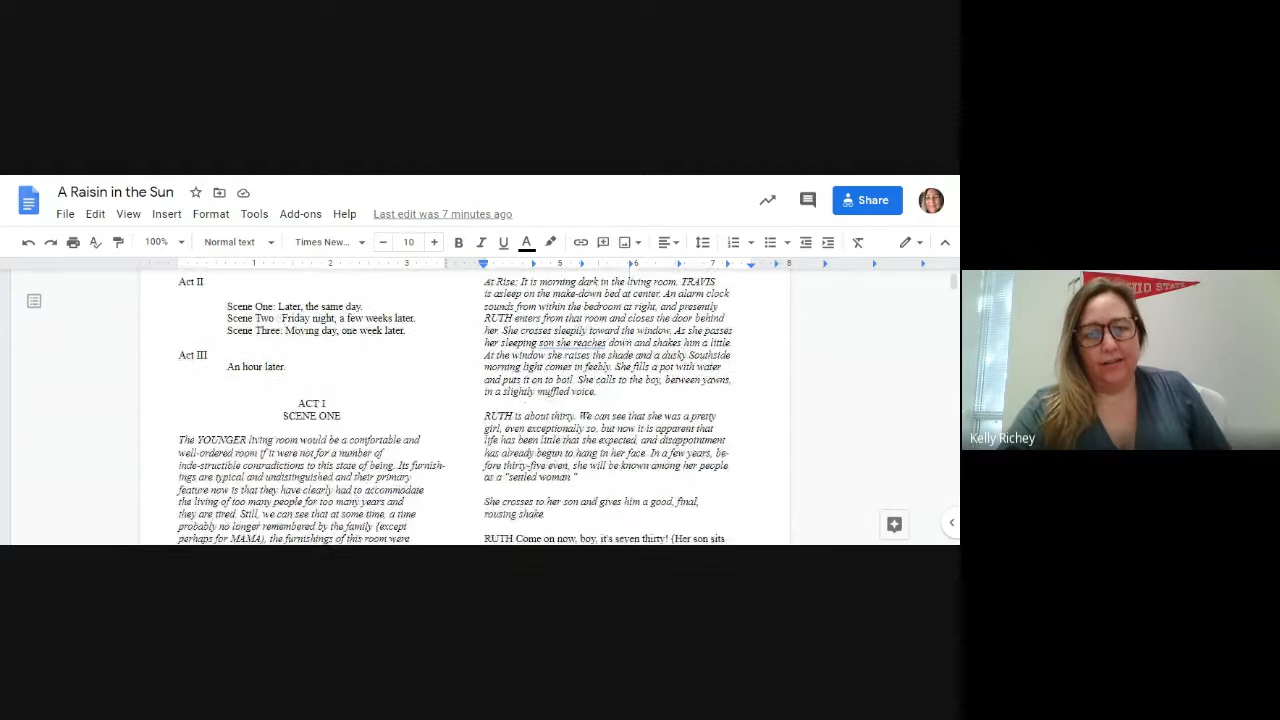 A Raisin in the Sun
File Edit View Insert Format Tools Add-ons Help Last edit was 7 minutes ago
Share
100% Normal text Times New... 10 B I U A
1 2 3 5 6 7 8
Act II
Scene One: Later, the same day.
Scene Two : Friday night, a few weeks later.
Scene Three: Moving day, one week later.
Act III
An hour later.
ACT I
SCENE ONE
The YOUNGER living room would be a comfortable and
well-ordered room if it were not for a number of
inde-structible contradictions to this state of being. Its furnish-
ings are typical and undistinguished and their primary
feature now is that they have clearly had to accommodate
the living of too many people for too many years and
they are tired. Still, we can see that at some time, a time
probably no longer remembered by the family (except
perhaps for MAMA), the furnishings of this room were
At Rise: It is morning dark in the living room. TRAVIS
is asleep on the make-down bed at center. An alarm clock
sounds from within the bedroom at right, and presently
RUTH enters from that room and closes the door behind
her. She crosses sleepily toward the window. As she passes
her sleeping son she reaches down and shakes him a little.
At the window she raises the shade and a dusky Southside
morning light comes in feebly. She fills a pot with water
and puts it on to boil. She calls to the boy, between yawns,
in a slightly muffled voice.
RUTH is about thirty. We can see that she was a pretty
girl, even exceptionally so, but now it is apparent that
life has been little that she expected, and disappointment
has already begun to hang in her face. In a few years, be-
fore thirty-five even, she will be known among her people
as a "settled woman."
She crosses to her son and gives him a good, final,
rousing shake.
RUTH Come on now, boy, it's seven thirty! (Her son sits
HIO STATE
Kelly Richey